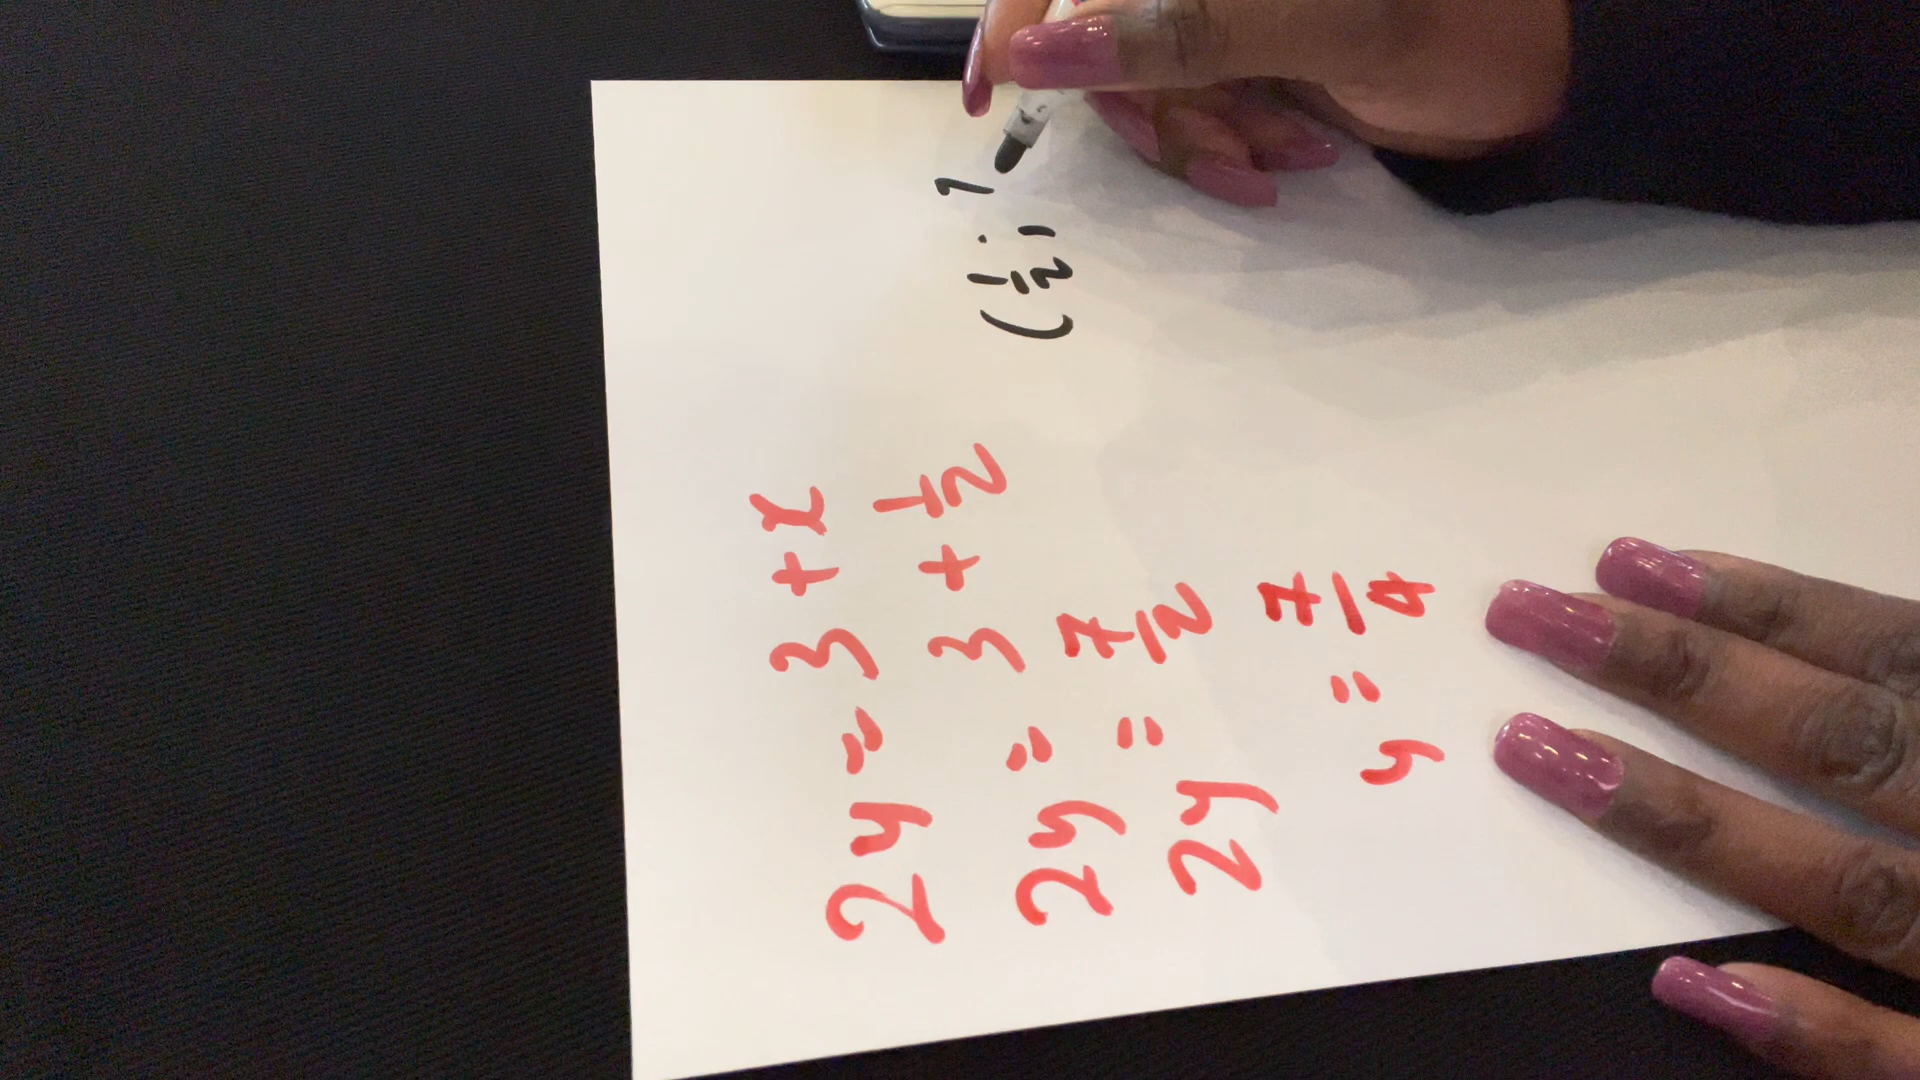 2y = 3 + x
2y = 3 + 1/2
2y = 7/2
y = 7/4
(1/2 ; 7